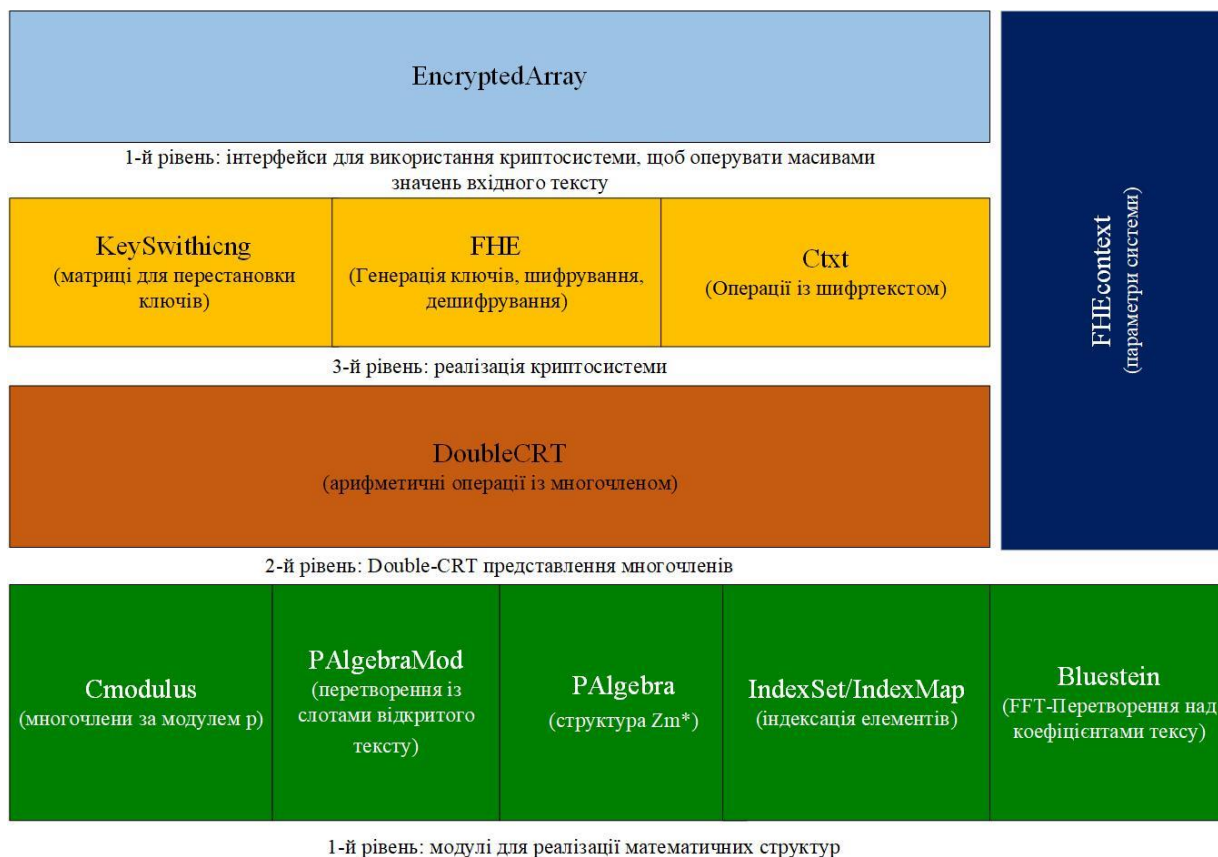 EncryptedArray
1-й рівень: інтерфейси для використання криптосистеми, щоб оперувати масивами
значень вхідного тексту
KeySwithicng
(матриці для перестановки
ключів)
FHE
(Генерація ключів, шифрування,
дешифрування)
Ctxt
(Операції із шифртекстом)
3-й рівень: реалізація криптосистеми
DoubleCRT
(арифметичні операції із многочленом)
2-й рівень: Double-CRT представлення многочленів
FHEcontext
(параметри системи)
Cmodulus
(многочлени за модулем p)
PAlgebraMod
(перетворення із
слотами відкритого
тексту)
PAlgebra
(структура Zm*)
IndexSet/IndexMap
(індексація елементів)
Bluestein
(FFT-Перетворення над
коефіцієнтами тексу)
1-й рівень: модулі для реалізації математичних структур